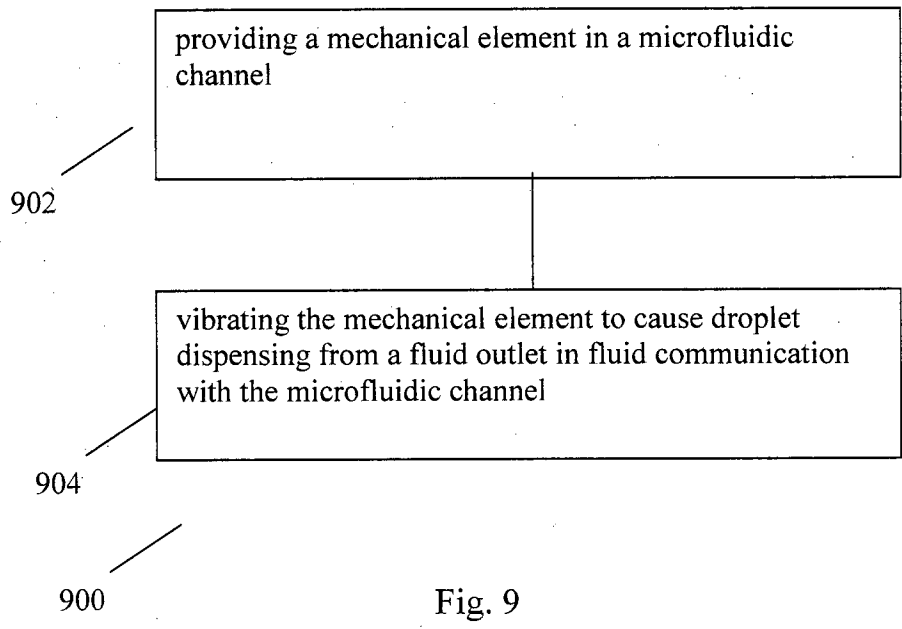 providing a mechanical element in a microfluidic
channel
902
vibrating the mechanical element to cause droplet
dispensing from a fluid outlet in fluid communication
with the microfluidic channel
904
900
Fig. 9